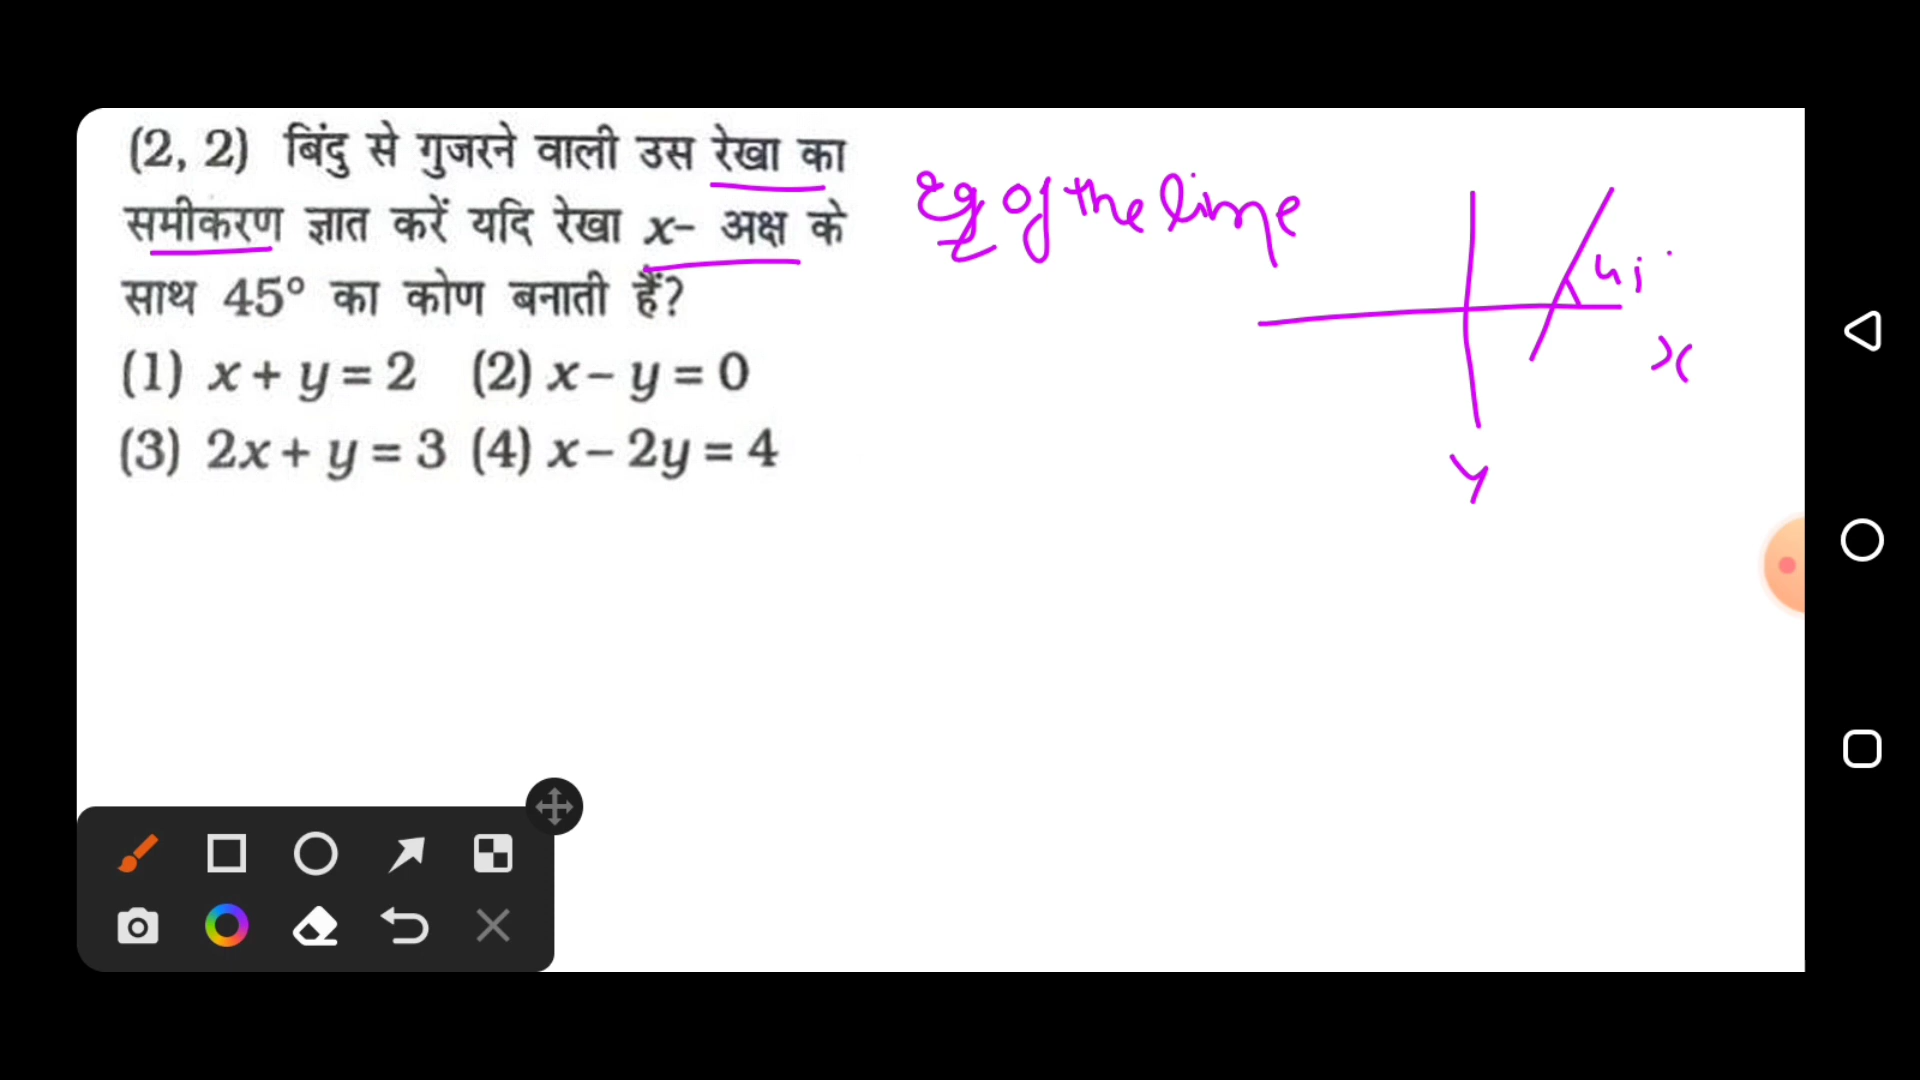 (2, 2) बिंदु से गुजरने वाली उस रेखा का
समीकरण ज्ञात करें यदि रेखा x- अक्ष के
साथ 45° का कोण बनाती हैं?
(1) x + y = 2 (2) x - y = 0
(3) 2x + y = 3 (4) x - 2y = 4
Eq of the line
x
y